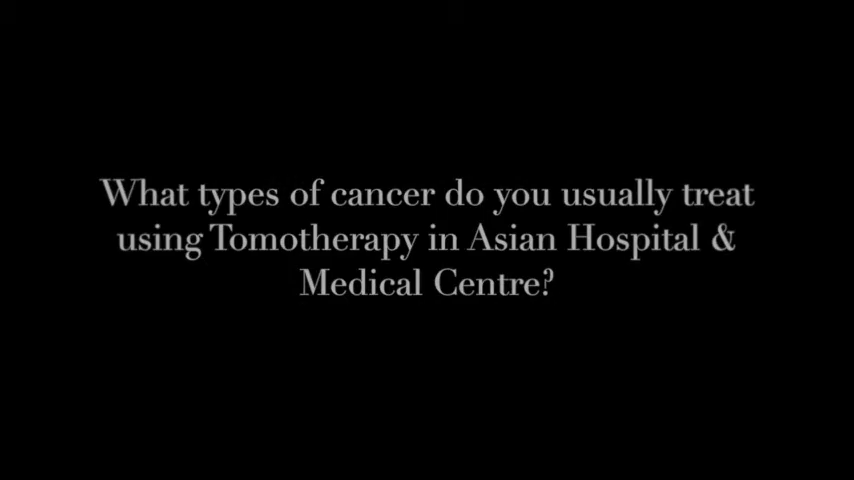 What types of cancer do you usually treat
using Tomotherapy in Asian Hospital &
Medical Centre?